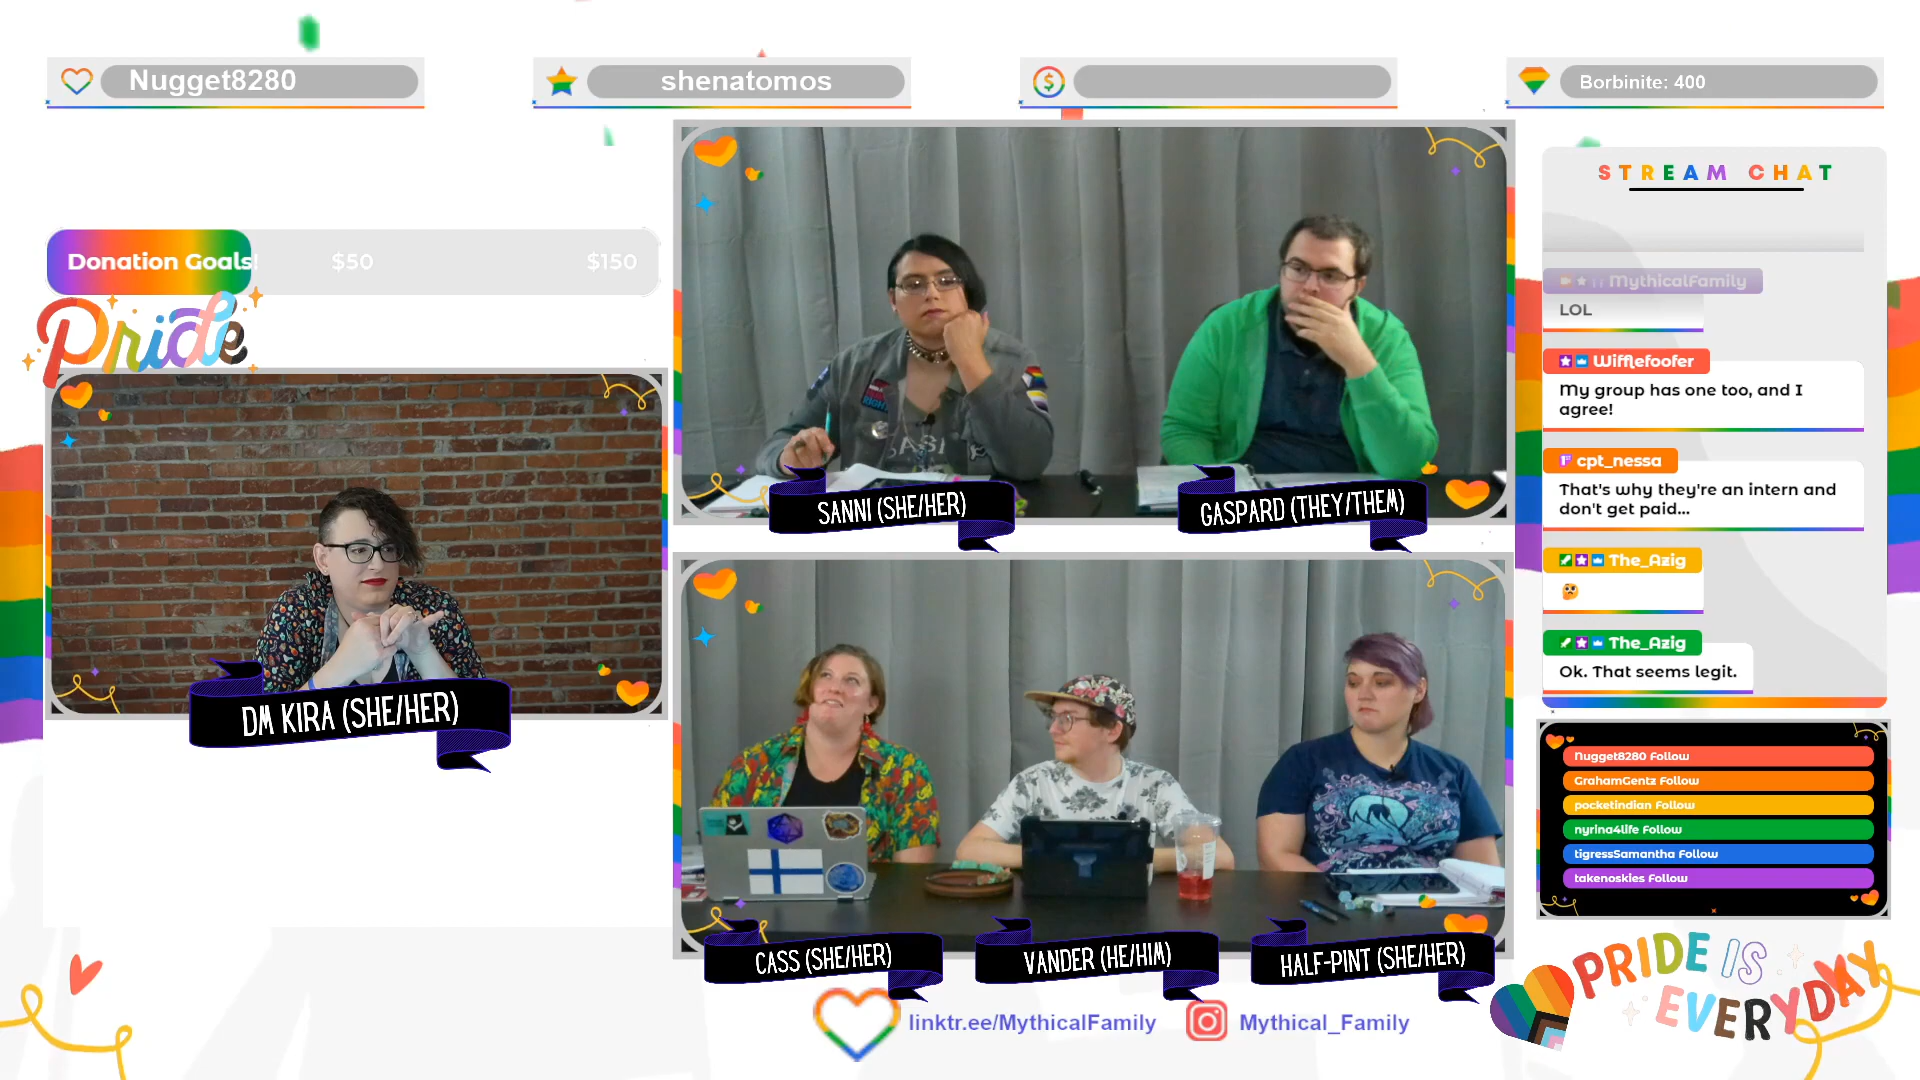 Nugget8280
shenatomos
Borbinite: 400
Donation Goals!
$50
$150
Pride
DM KIRA (SHE/HER)
SANNI (SHE/HER)
GASPARD (THEY/THEM)
CASS (SHE/HER)
VANDER (HE/HIM)
HALF-PINT (SHE/HER)
STREAM CHAT
MythicalFamily
LOL
Wifflefoofer
My group has one too, and I
agree!
cpt_nessa
That's why they're an intern and
don't get paid...
The_Azig
The_Azig
Ok. That seems legit.
Nugget8280 Follow
GrahamGentz Follow
pocketindian Follow
nyrina4life Follow
tigressSamantha Follow
takenoskies Follow
PRIDE IS
EVERYDAY
linktr.ee/MythicalFamily
Mythical_Family